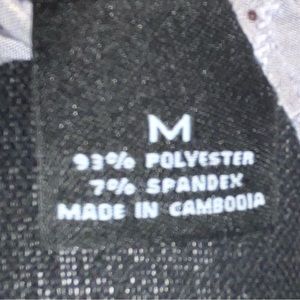 M
93% POLYESTER
7% SPANDEX
MADE IN CAMBODIA